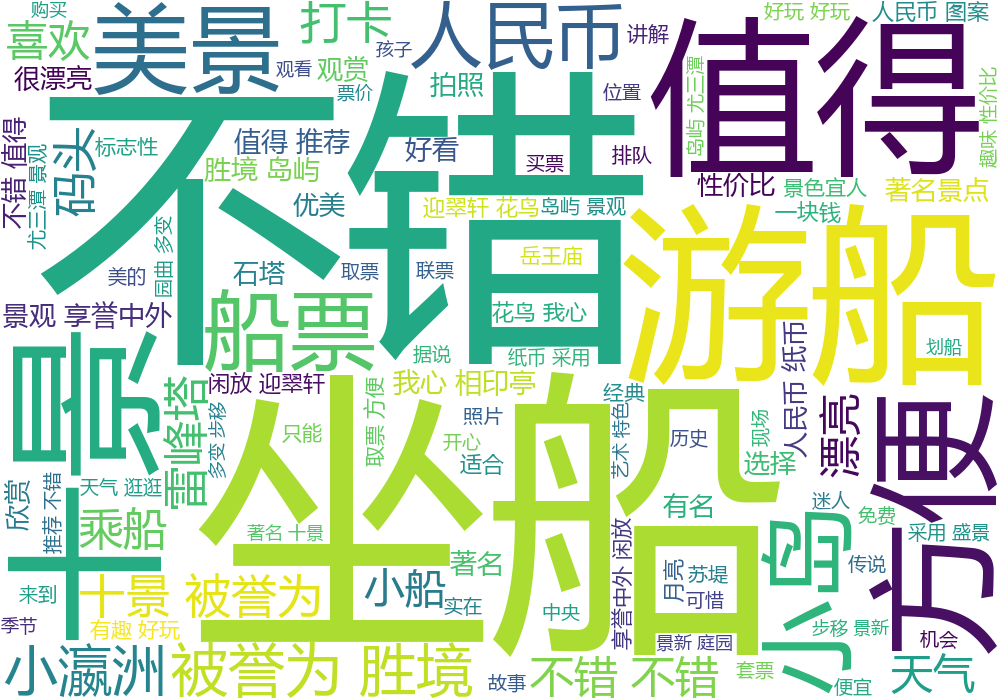 购买
喜欢
美景
打卡
人民币
好玩 好玩
人民币 图案
讲解
孩子
很漂亮
观看
观赏
票价
拍照
位置
值得
尤三潭
岛屿
趣味 性价比
不错
不错 值得
尤三潭 景观
码头
标志性
值得 推荐
胜境 岛屿
好看
买票
排队
性价比
景色宜人
著名景点
一块钱
优美
迎翠轩 花鸟
岛屿 景观
游船
园曲 多变
美的
石塔
取票
联票
岳王庙
景观 享誉中外
船票
花鸟 我心
据说
纸币 采用
人民币 纸币
划船
十景
闲放 迎翠轩
雷峰塔
多变 步移
取票 方便
我心 相印亭
经典
照片
只能
开心
适合
艺术 特色
历史
现场
选择
漂亮
方便
坐船
欣赏
推荐 不错
天气 逛逛
乘船
著名 十景
有名
迷人
免费
小岛
采用 盛景
传说
来到
十景 被誉为
小船
著名
实在
中央
享誉中外 闲放
月亮
苏堤
可惜
步移 景新
机会
季节
有趣 好玩
小瀛洲
被誉为 胜境
故事
不错 不错
景新 庭园
套票
便宜
天气